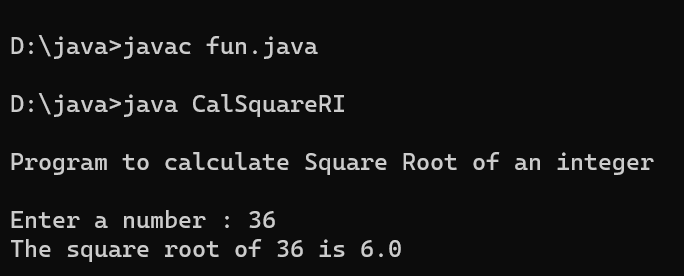 D:\java>javac fun.java
D:\java>java CalSquareRI
Program to calculate Square Root of an integer
Enter a number : 36
The square root of 36 is 6.0